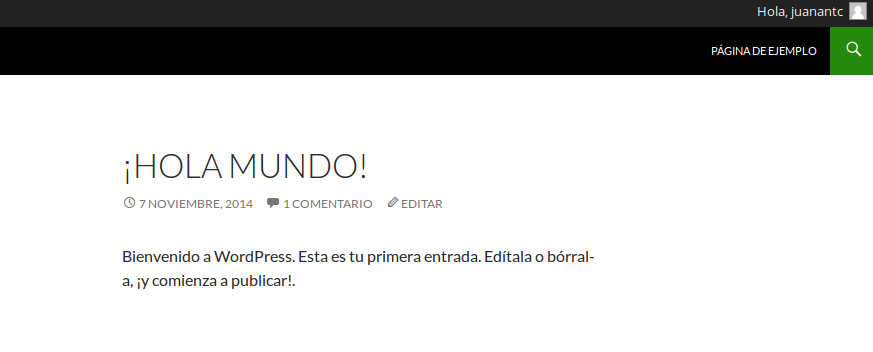 Hola, juanantc
PÁGINA DE EJEMPLO
¡HOLA MUNDO!
7 NOVIEMBRE, 2014 1 COMENTARIO EDITAR
Bienvenido a WordPress. Esta es tu primera entrada. Edítala o bórral-
a, ¡y comienza a publicar!.